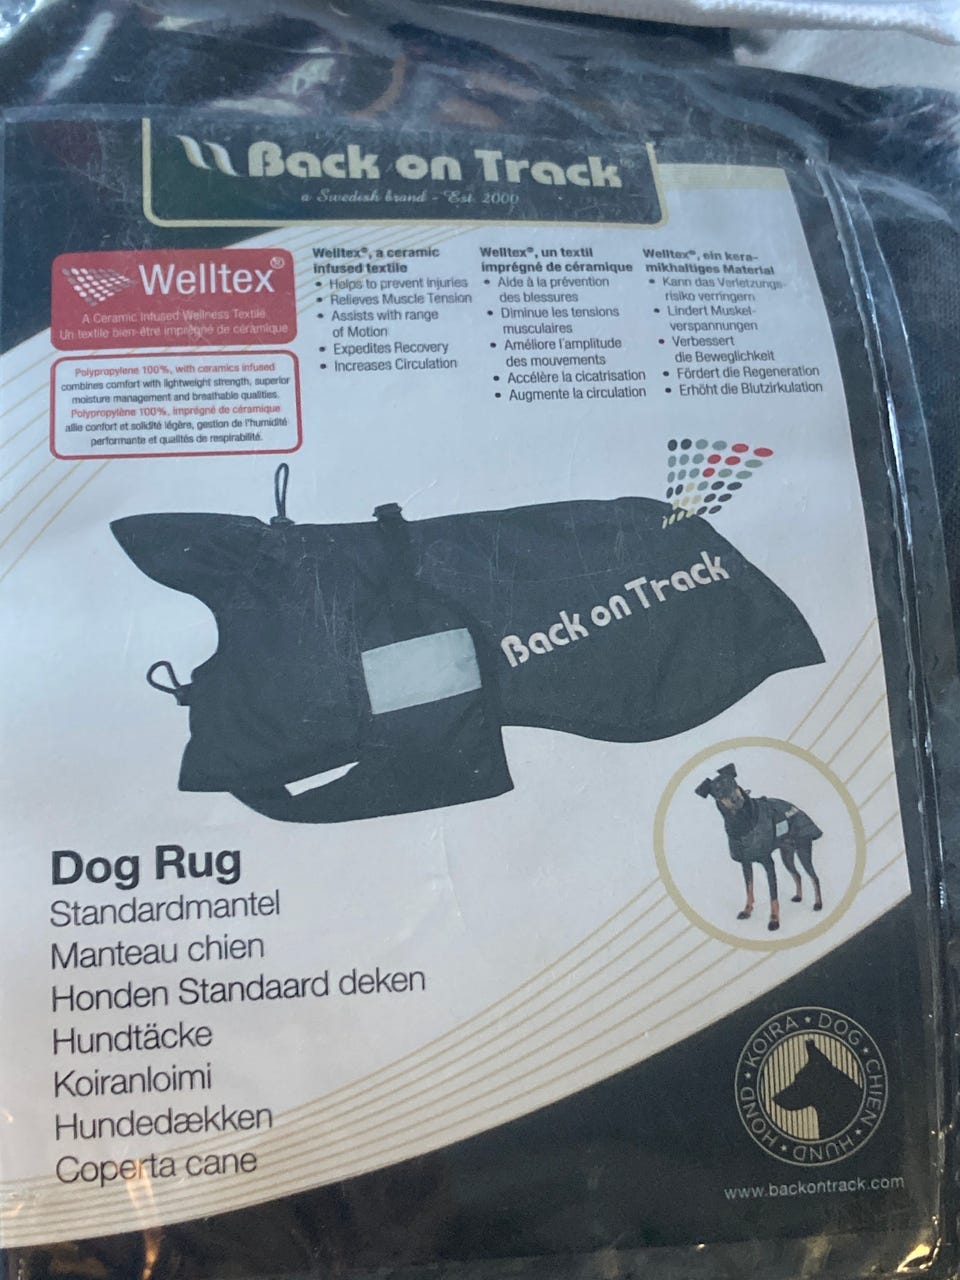 Back on Track®
a Swedish brand - Est. 2000
Welltex®
A Ceramic Infused Wellness Textile
Un textile bien-être imprégné de céramique
Polypropylene 100%, with ceramics infused
combines comfort with lightweight strength, superior
moisture management and breathable qualities.
Polypropylène 100%, imprégné de céramique
allie confort et solidité légère, gestion de l'humidité
performante et qualités de respirabilité.
Welltex®, a ceramic
infused textile
• Helps to prevent Injuries
• Relieves Muscle Tension
• Assists with range
of Motion
• Expedites Recovery
• Increases Circulation
Welltex®, un textil
imprégné de céramique
• Aide à la prévention
des blessures
• Diminue les tensions
musculaires
• Améliore l'amplitude
des mouvements
• Accélère la cicatrisation
• Augmente la circulation
Welltex®, ein kera-
mikhaltiges Material
• Kann das Verletzungs-
risiko verringern
• Lindert Muskel-
verspannungen
• Verbessert
die Beweglichkeit
• Fördert die Regeneration
• Erhöht die Blutzirkulation
Back on Track
Dog Rug
Standardmantel
Manteau chien
Honden Standaard deken
Hundtäcke
Koiranloimi
Hundedækken
Coperta cane
KOIRA • DOG • CHIEN • HUND • HOND •
www.backontrack.com